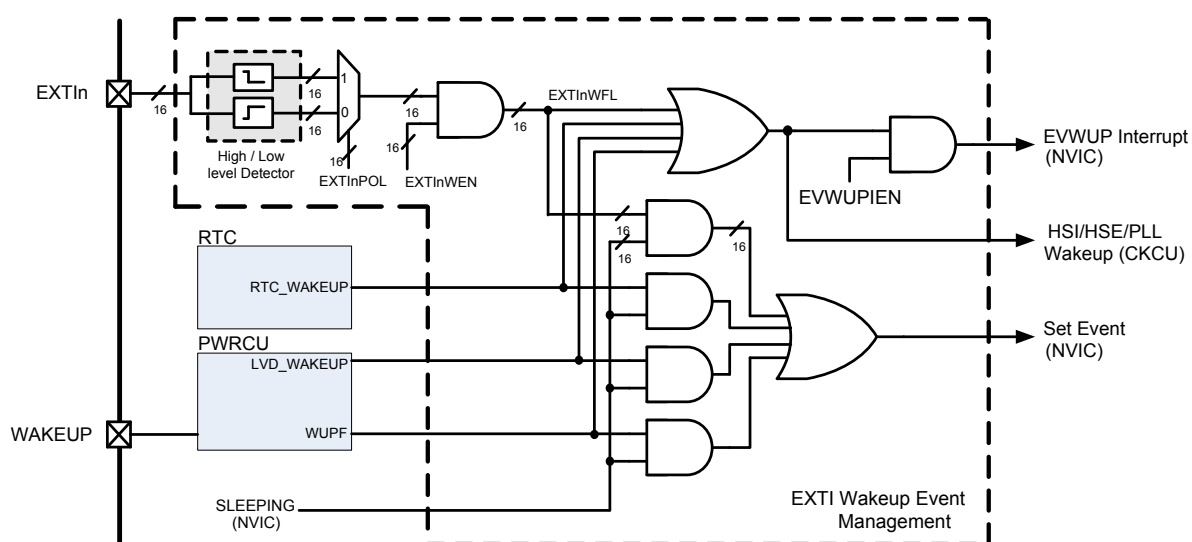 EXTIn
16
16
16
1
0
High / Low
level Detector
16
EXTInPOL
16
16
EXTInWEN
16
EXTInWFL
EVWUPIEN
EVWUP Interrupt
(NVIC)
HSI/HSE/PLL
Wakeup (CKCU)
16
16
16
RTC
RTC_WAKEUP
PWRCU
LVD_WAKEUP
WUPF
WAKEUP
Set Event
(NVIC)
SLEEPING
(NVIC)
EXTI Wakeup Event
Management